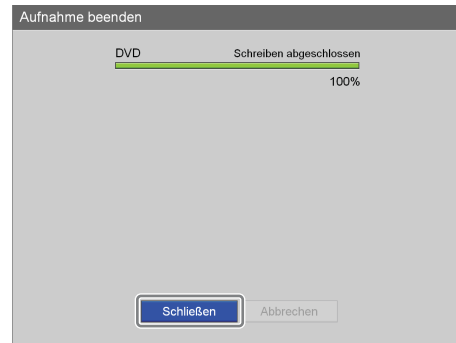 Aufnahme beenden
DVD Schreiben abgeschlossen
100%
Schließen Abbrechen